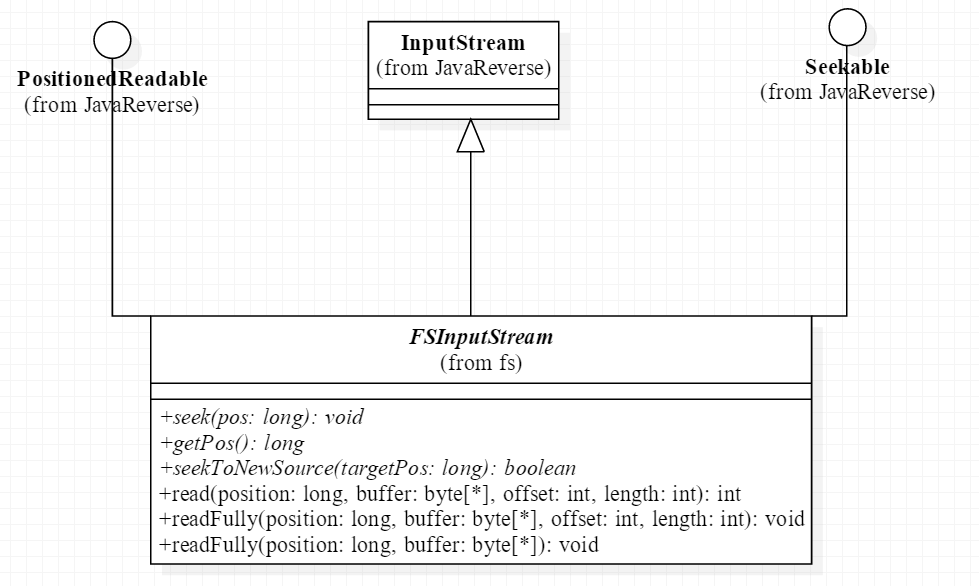 PositionedReadable
(from JavaReverse)
InputStream
(from JavaReverse)
Seekable
(from JavaReverse)
FSInputStream
(from fs)
+seek(pos: long): void
+getPos(): long
+seekToNewSource(targetPos: long): boolean
+read(position: long, buffer: byte[*], offset: int, length: int): int
+readFully(position: long, buffer: byte[*], offset: int, length: int): void
+readFully(position: long, buffer: byte[*]): void